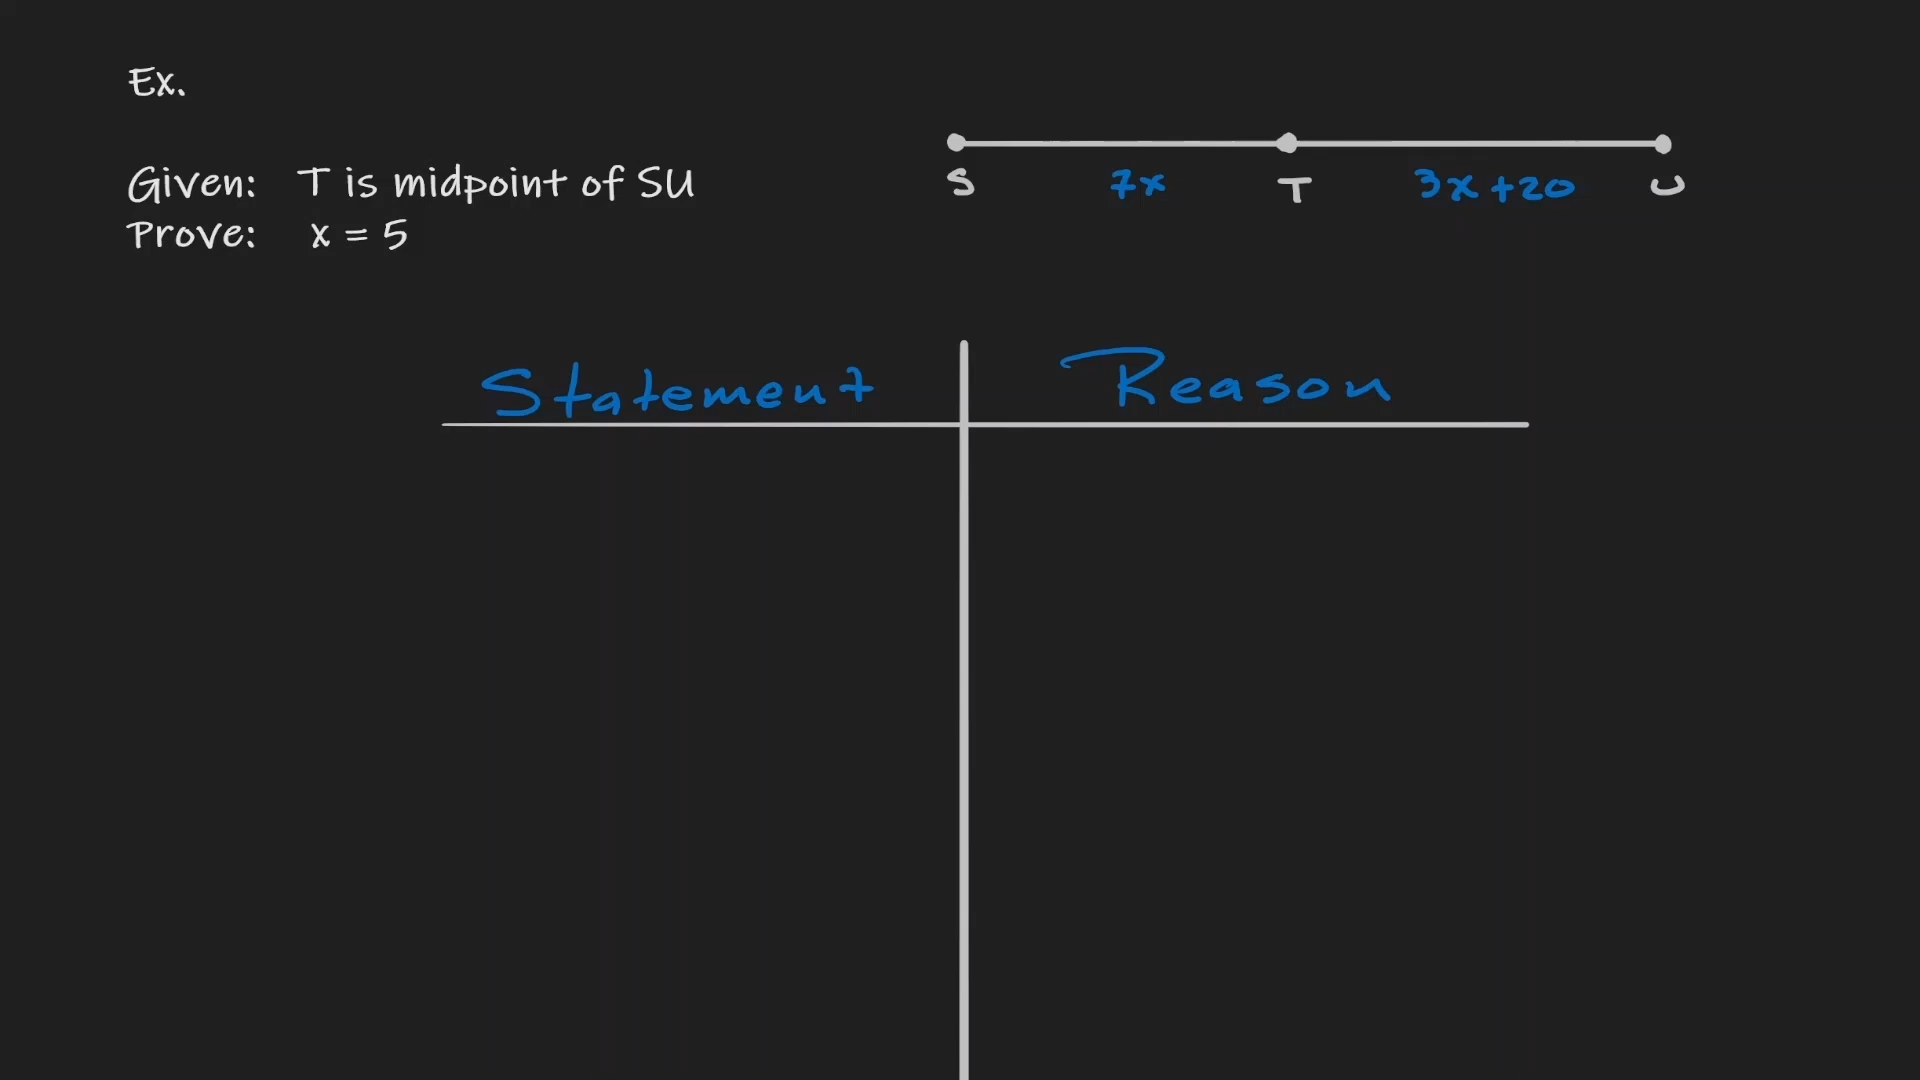 Ex.
Given: T is midpoint of SU
Prove: x = 5
S 7x T 3x+20 U
Statement Reason